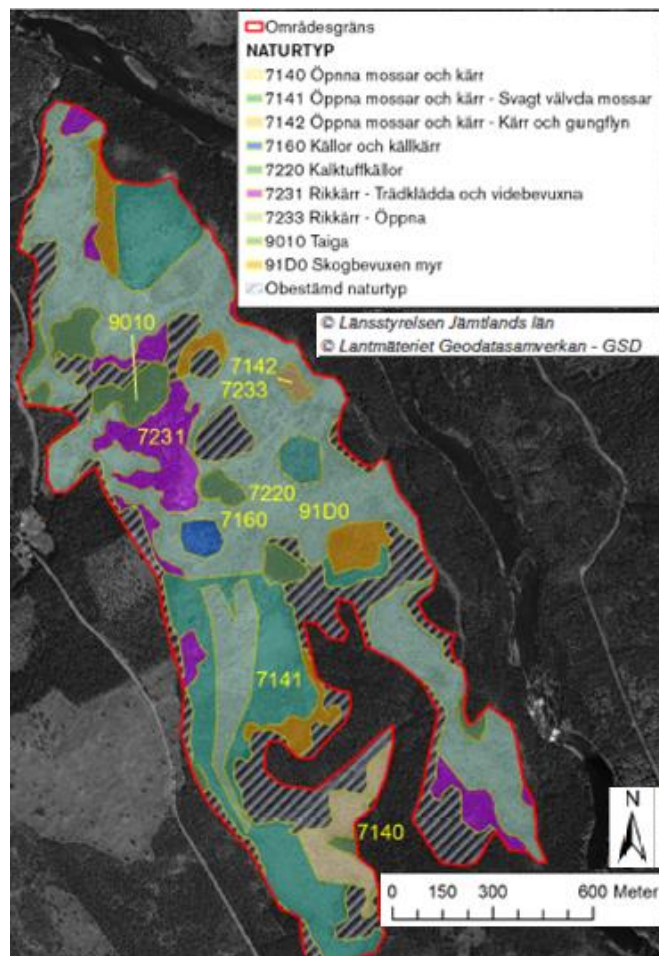 Områdesgräns
NATURTYP
7140 Öpnna mossar och kärr
7141 Öppna mossar och kärr - Svagt välvda mossar
7142 Öppna mossar och kärr - Kärr och gungflyn
7160 Källor och källkärr
7220 Kalktuffkällor
7231 Rikkärr - Trädklädda och videbevuxna
7233 Rikkärr - Öppna
9010 Taiga
91D0 Skogbevuxen myr
Obestämd naturtyp
© Länsstyrelsen Jämtlands län
© Lantmäteriet Geodatasamverkan - GSD
9010
7142
7233
7231
7220
7160
91D0
7141
7140
N
0 150 300 600 Meter